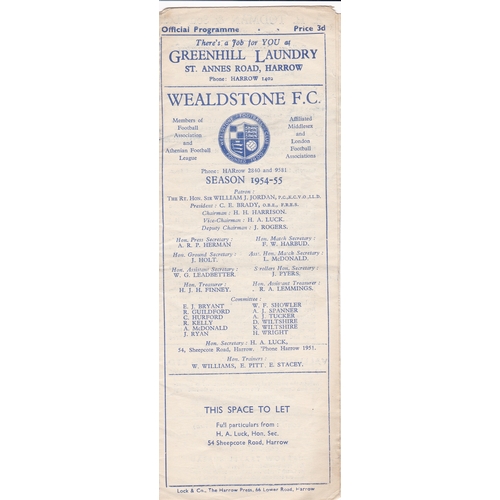 Official Programme · · Price 3d
There's a Job for YOU at
GREENHILL LAUNDRY
ST. ANNES ROAD, HARROW
Phone: HARROW 1402
WEALDSTONE F.C.
Members of Football Association and Athenian Football League
Affiliated Middlesex and London Football Associations
Phone: HARrow 2840 and 9581
SEASON 1954-55
Patron :
THE RT. HON. SIR WILLIAM J. JORDAN, P.C., K.C.V.O., LL.D.
President : C. E. BRADY, O.B.E., F.R.E.S.
Chairman : H. H. HARRISON.
Vice-Chairman : H. A. LUCK.
Deputy Chairman : J. ROGERS.
Hon. Press Secretary :
A. R. P. HERMAN
Hon. Match Secretary :
F. W. HARBUD.
Hon. Ground Secretary :
J. HOLT.
Asst. Hon. Match Secretary :
L. McDONALD.
Hon. Assistant Secretary :
W. G. LEADBETTER.
S-rollers Hon. Secretary :
J. PYERS.
Hon. Treasurer :
H. J. H. PINNEY.
Hon. Assistant Treasurer :
R. A. LEMMINGS.
Committee :
E. J. BRYANT W. F. SHOWLER
R. GUILDFORD A. J. SPANNER
C. HURFORD A. J. TUCKER
R. KELLY D. WILTSHIRE
A. McDONALD K. WILTSHIRE
J. RYAN H. WRIGHT
Hon. Secretary : H. A. LUCK,
54, Sheepcote Road, Harrow. 'Phone Harrow 1951.
Hon. Trainers :
W. WILLIAMS, E. PITT, E. STACEY.
THIS SPACE TO LET
Full particulars from :
H. A. Luck, Hon. Sec.
54 Sheepcote Road, Harrow
Lock & Co., The Harrow Press, 66 Lower Road, Harrow